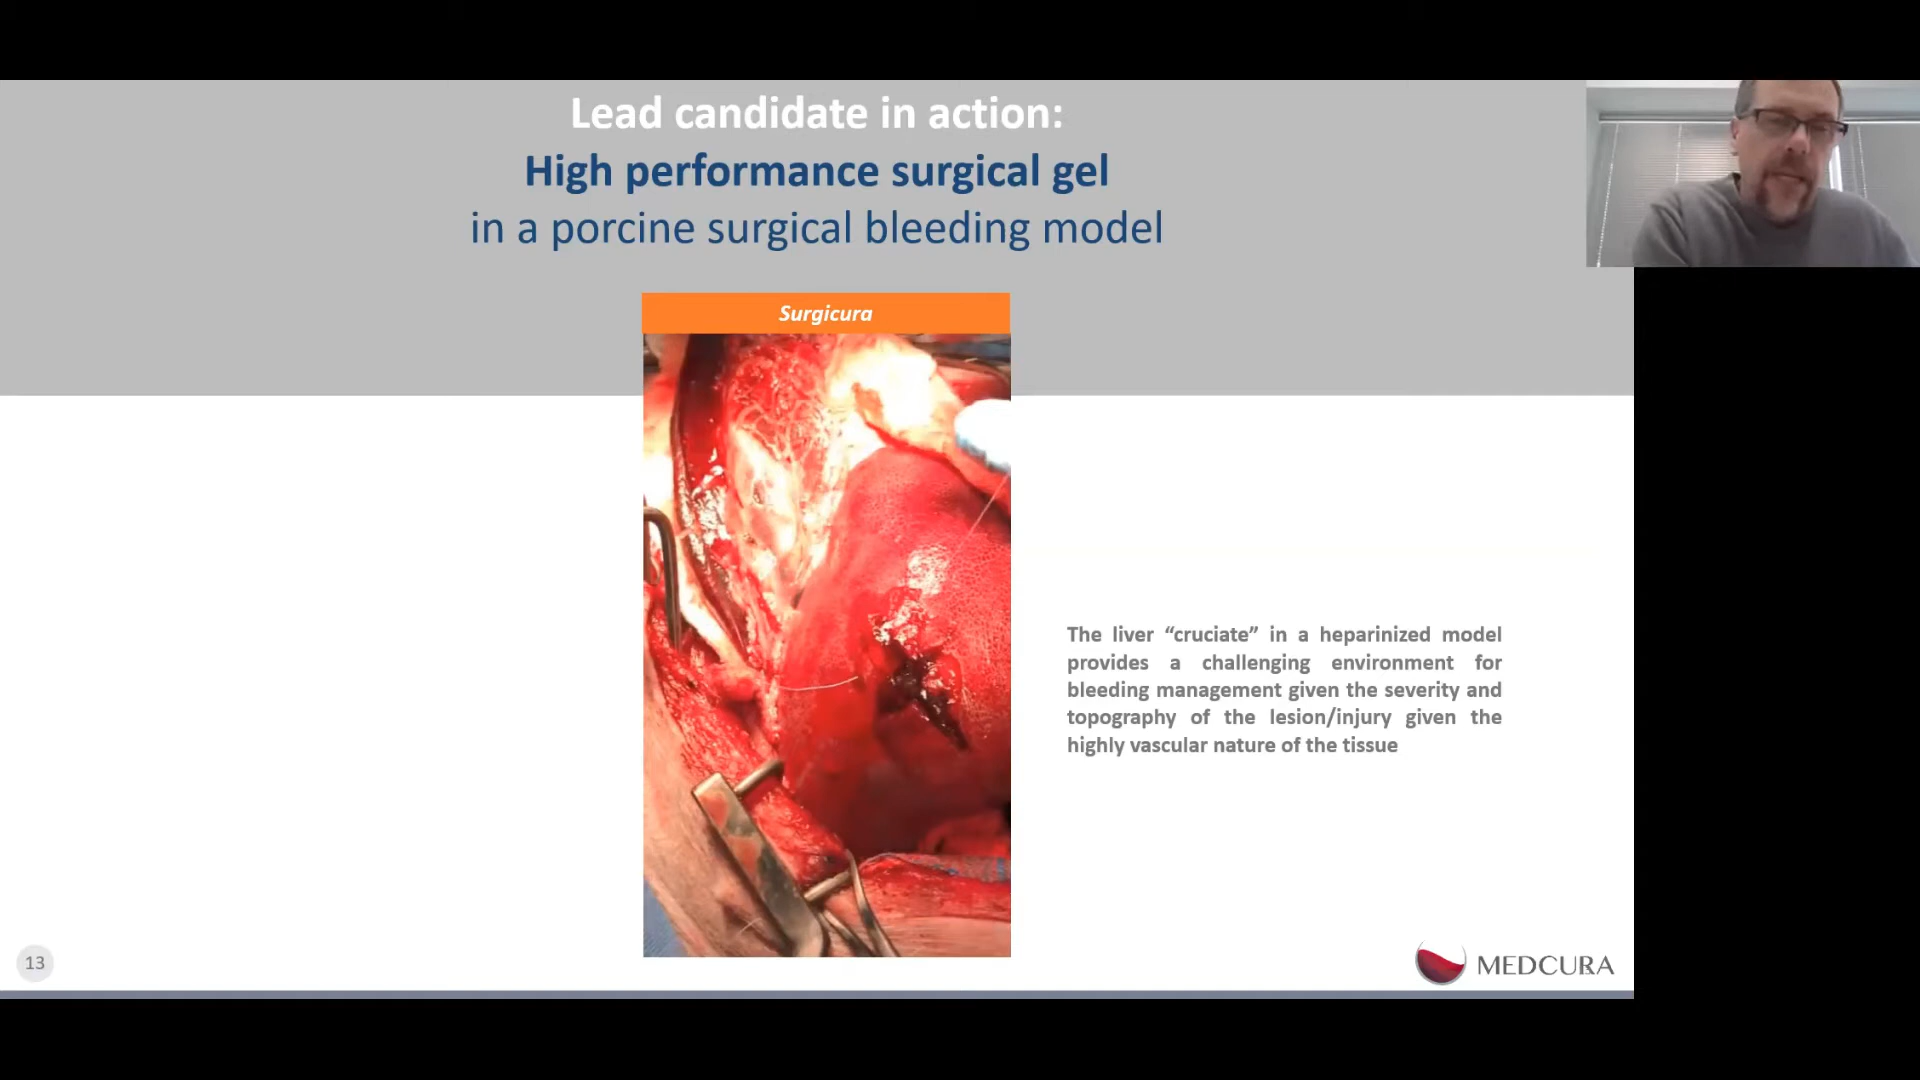 Lead candidate in action:
High performance surgical gel
in a porcine surgical bleeding model
Surgicura
The liver “cruciate” in a heparinized model
provides a challenging environment for
bleeding management given the severity and
topography of the lesion/injury given the
highly vascular nature of the tissue
13
MEDCURA